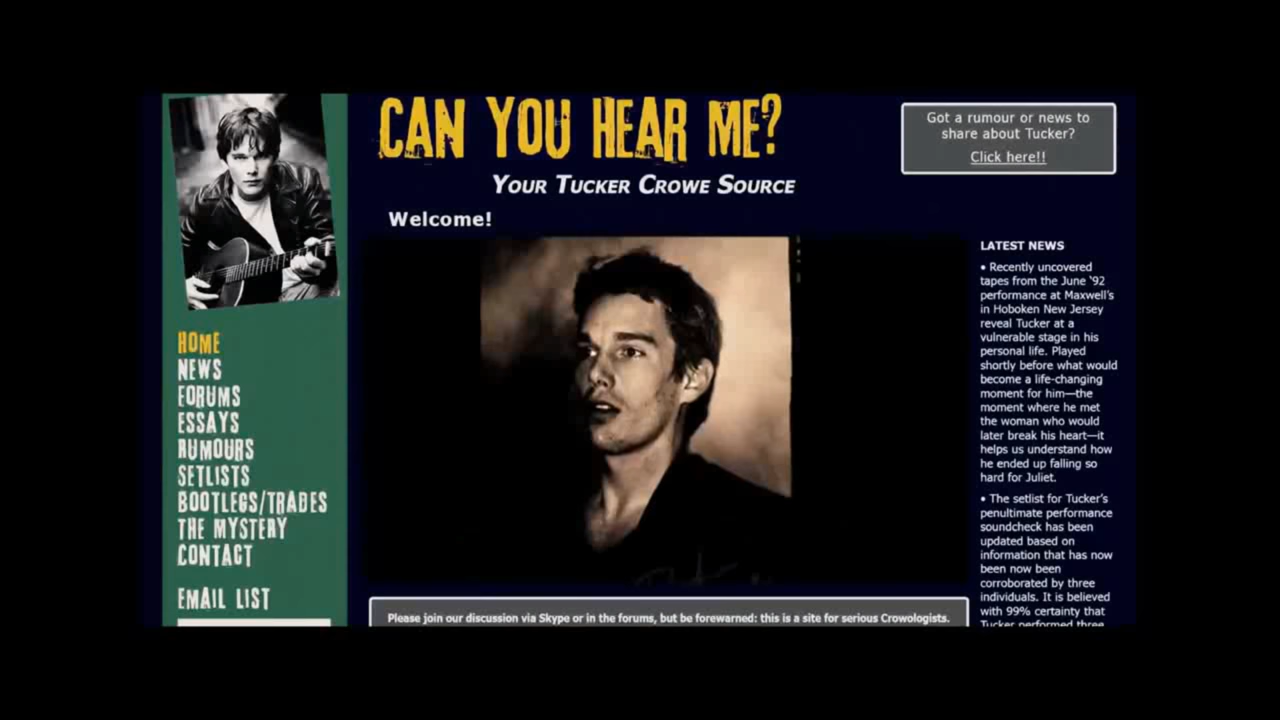 CAN YOU HEAR ME?
YOUR TUCKER CROWE SOURCE
Got a rumour or news to
share about Tucker?
Click here!!
Welcome!
HOME
NEWS
FORUMS
ESSAYS
RUMOURS
SETLISTS
BOOTLEGS/TRADES
THE MYSTERY
CONTACT
EMAIL LIST
LATEST NEWS
• Recently uncovered
tapes from the June '92
performance at Maxwell's
in Hoboken New Jersey
reveal Tucker at a
vulnerable stage in his
personal life. Played
shortly before what would
become a life-changing
moment for him—the
moment where he met
the woman who would
later break his heart—it
helps us understand how
he ended up falling so
hard for Juliet.
• The setlist for Tucker's
penultimate performance
soundcheck has been
updated based on
information that has now
been now been
corroborated by three
individuals. It is believed
with 99% certainty that
Tucker performed three
Please join our discussion via Skype or in the forums, but be forewarned: this is a site for serious Crowologists.